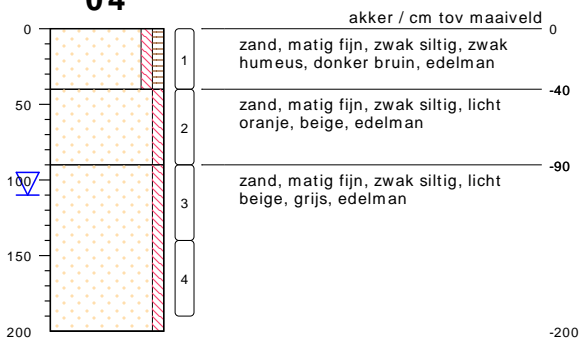 04
akker / cm tov maaiveld
0
0
zand, matig fijn, zwak siltig, zwak
humeus, donker bruin, edelman
1
-40
50
zand, matig fijn, zwak siltig, licht
oranje, beige, edelman
2
-90
100
zand, matig fijn, zwak siltig, licht
beige, grijs, edelman
3
150
4
200
-200